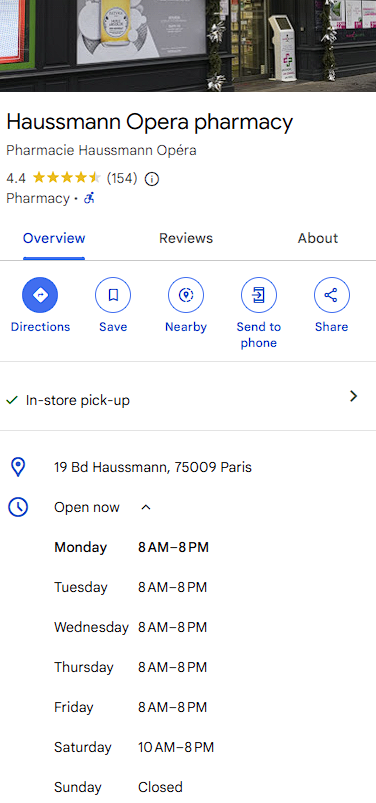 Haussmann Opera pharmacy
Pharmacie Haussmann Opéra
4.4 (154)
Pharmacy ·
Overview Reviews About
Directions Save Nearby Send to phone Share
In-store pick-up
19 Bd Haussmann, 75009 Paris
Open now
Monday 8 AM–8 PM
Tuesday 8 AM–8 PM
Wednesday 8 AM–8 PM
Thursday 8 AM–8 PM
Friday 8 AM–8 PM
Saturday 10 AM–8 PM
Sunday Closed